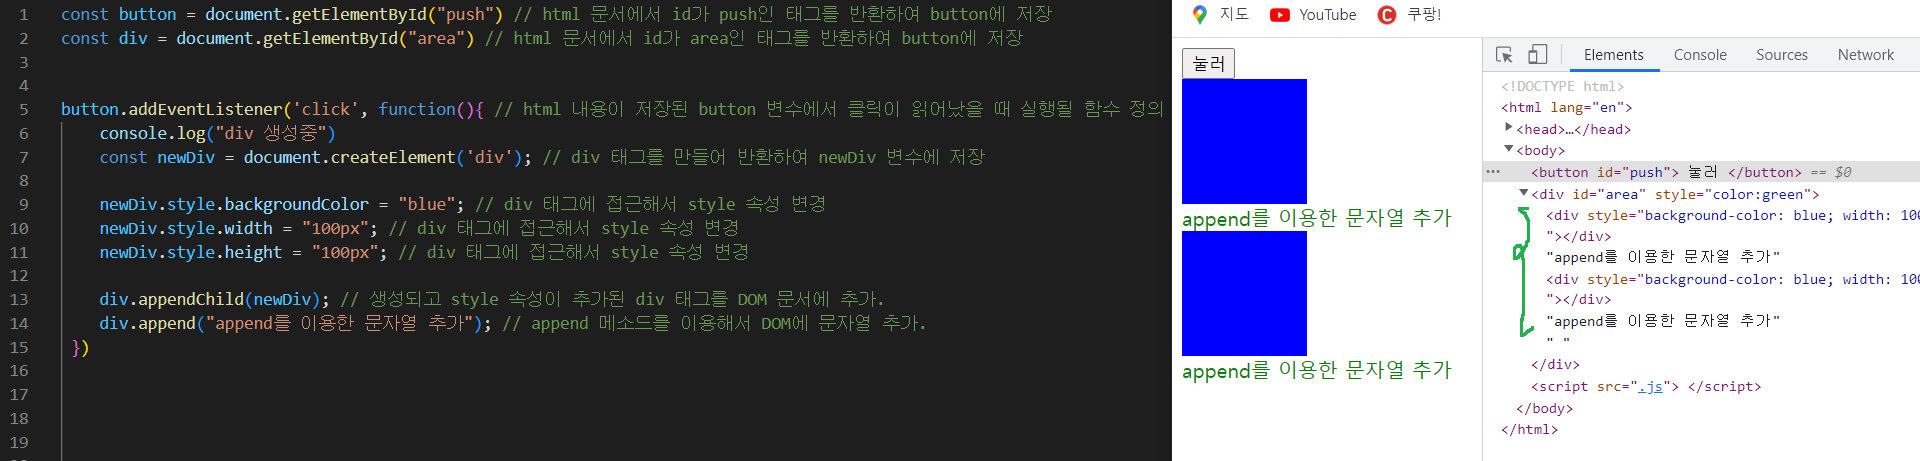 1 const button = document.getElementById("push") // html 문서에서 id가 push인 태그를 반환하여 button에 저장
2 const div = document.getElementById("area") // html 문서에서 id가 area인 태그를 반환하여 button에 저장
3
4
5 button.addEventListener('click', function(){ // html 내용이 저장된 button 변수에서 클릭이 읽어났을 때 실행될 함수 정의
6 console.log("div 생성중")
7 const newDiv = document.createElement('div'); // div 태그를 만들어 반환하여 newDiv 변수에 저장
8
9 newDiv.style.backgroundColor = "blue"; // div 태그에 접근해서 style 속성 변경
10 newDiv.style.width = "100px"; // div 태그에 접근해서 style 속성 변경
11 newDiv.style.height = "100px"; // div 태그에 접근해서 style 속성 변경
12
13 div.appendChild(newDiv); // 생성되고 style 속성이 추가된 div 태그를 DOM 문서에 추가.
14 div.append("append를 이용한 문자열 추가"); // append 메소드를 이용해서 DOM에 문자열 추가.
15 })
16
17
18
19
지도 YouTube 쿠팡!
눌러
append를 이용한 문자열 추가
append를 이용한 문자열 추가
Elements Console Sources Network
<!DOCTYPE html>
<html lang="en">
<head>…</head>
<body>
<button id="push"> 눌러 </button> == $0
<div id="area" style="color:green">
<div style="background-color: blue; width: 100
"></div>
"append를 이용한 문자열 추가"
<div style="background-color: blue; width: 100
"></div>
"append를 이용한 문자열 추가"
" "
</div>
<script src=".js"> </script>
</body>
</html>